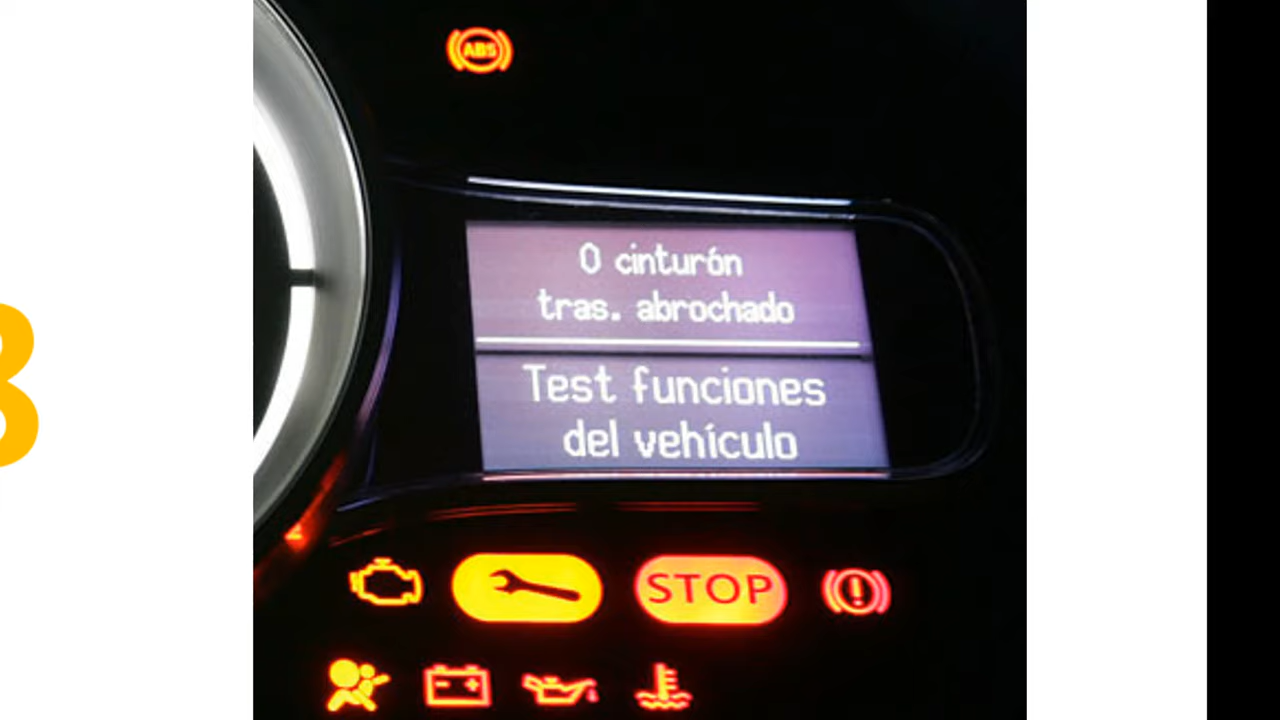 ABS
0 cinturón
tras. abrochado
Test funciones
del vehículo
STOP